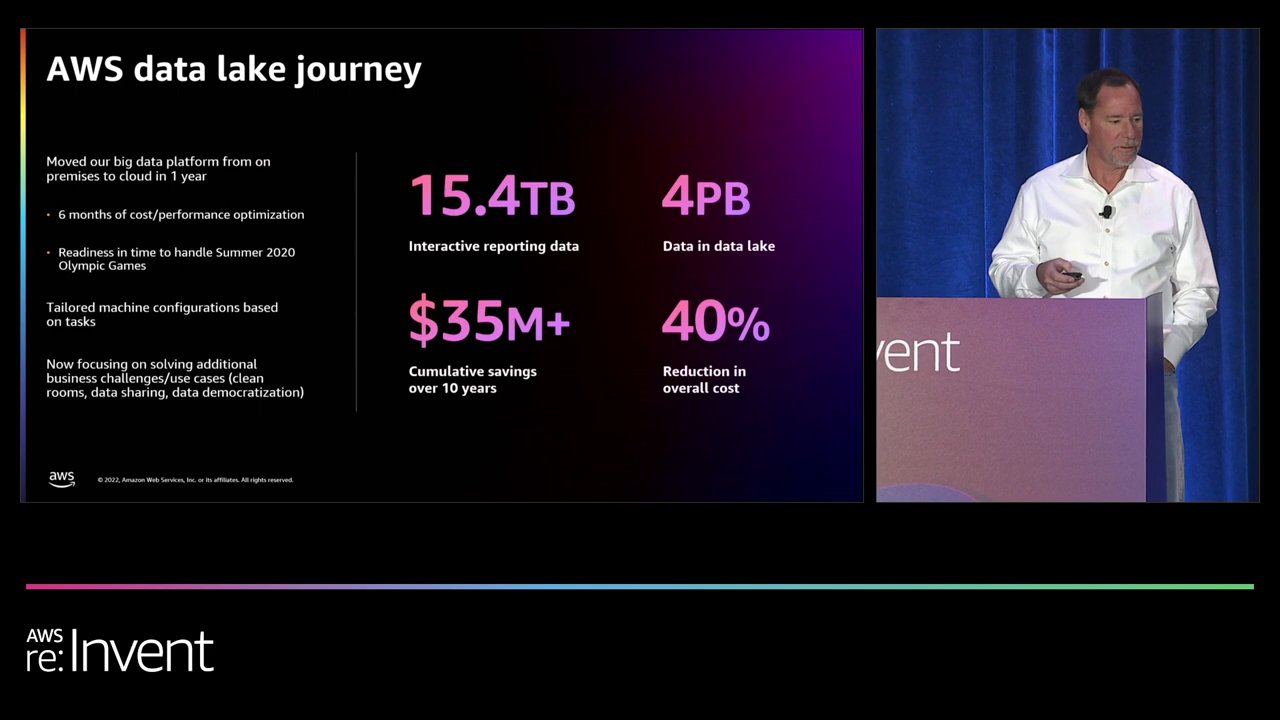 AWS data lake journey
Moved our big data platform from on
premises to cloud in 1 year
• 6 months of cost/performance optimization
• Readiness in time to handle Summer 2020
Olympic Games
Tailored machine configurations based
on tasks
Now focusing on solving additional
business challenges/use cases (clean
rooms, data sharing, data democratization)
15.4TB
Interactive reporting data
4PB
Data in data lake
$35M+
Cumulative savings
over 10 years
40%
Reduction in
overall cost
aws
© 2022, Amazon Web Services, Inc. or its affiliates. All rights reserved.
vent
AWS
re:Invent